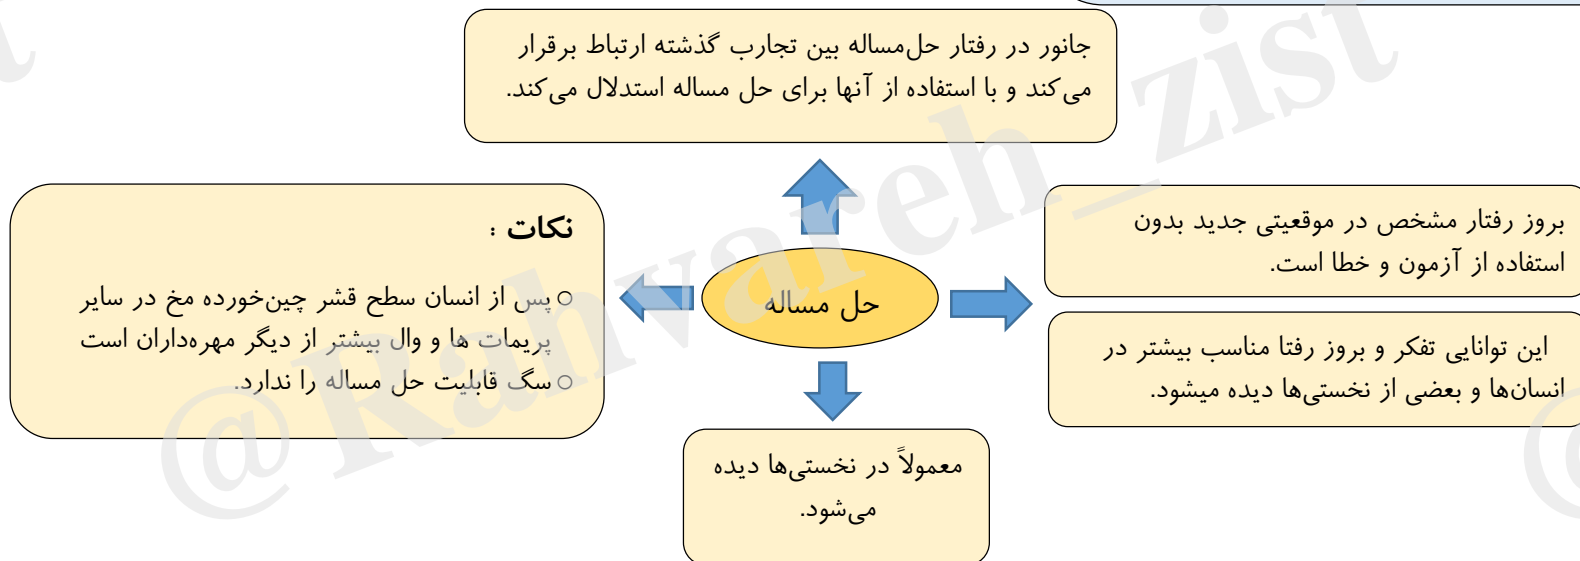 جانور در رفتار حل‌مساله بین تجارب گذشته ارتباط برقرار
می‌کند و با استفاده از آنها برای حل مساله استدلال می‌کند.
بروز رفتار مشخص در موقعیتی جدید بدون
استفاده از آزمون و خطا است.
این توانایی تفکر و بروز رفتا مناسب بیشتر در
انسان‌ها و بعضی از نخستی‌ها دیده میشود.
حل مساله
نکات :
○ پس از انسان سطح قشر چین‌خورده مخ در سایر
پریمات ها و وال بیشتر از دیگر مهره‌داران است
○ سگ قابلیت حل مساله را ندارد.
معمولاً در نخستی‌ها دیده
می‌شود.
@Rahvareh_zist